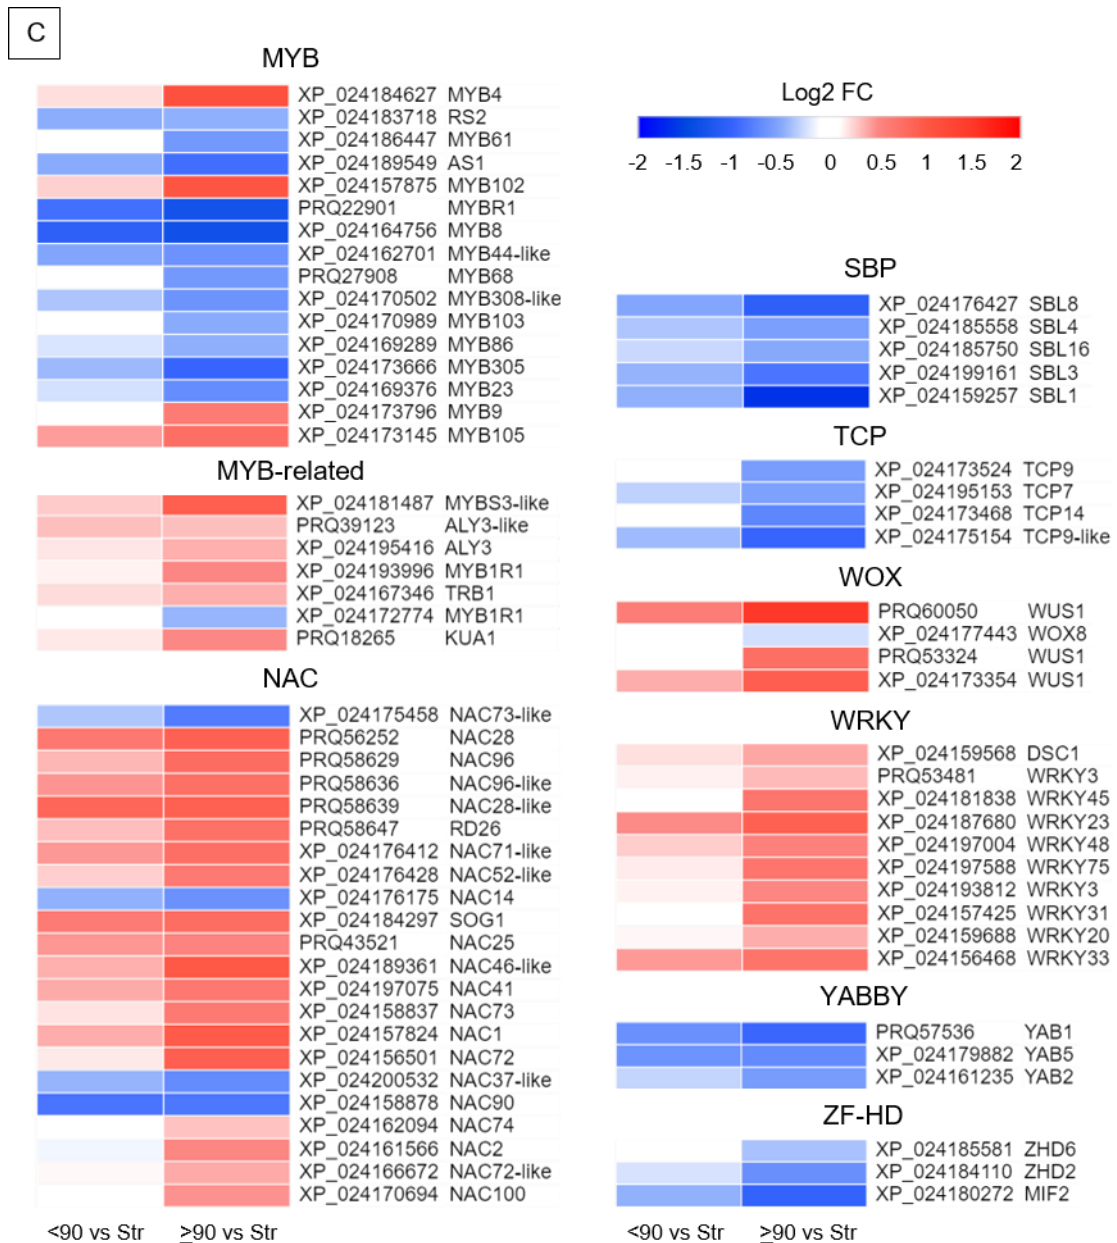 C
MYB
XP_024184627 MYB4
XP_024183718 RS2
XP_024186447 MYB61
XP_024189549 AS1
XP_024157875 MYB102
PRQ22901 MYBR1
XP_024164756 MYB8
XP_024162701 MYB44-like
PRQ27908 MYB68
XP_024170502 MYB308-like
XP_024170989 MYB103
XP_024169289 MYB86
XP_024173666 MYB305
XP_024169376 MYB23
XP_024173796 MYB9
XP_024173145 MYB105
MYB-related
XP_024181487 MYBS3-like
PRQ39123 ALY3-like
XP_024195416 ALY3
XP_024193996 MYB1R1
XP_024167346 TRB1
XP_024172774 MYB1R1
PRQ18265 KUA1
NAC
XP_024175458 NAC73-like
PRQ56252 NAC28
PRQ58629 NAC96
PRQ58636 NAC96-like
PRQ58639 NAC28-like
PRQ58647 RD26
XP_024176412 NAC71-like
XP_024176428 NAC52-like
XP_024176175 NAC14
XP_024184297 SOG1
PRQ43521 NAC25
XP_024189361 NAC46-like
XP_024197075 NAC41
XP_024158837 NAC73
XP_024157824 NAC1
XP_024156501 NAC72
XP_024200532 NAC37-like
XP_024158878 NAC90
XP_024162094 NAC74
XP_024161566 NAC2
XP_024166672 NAC72-like
XP_024170694 NAC100
<90 vs Str ≥90 vs Str
Log2 FC
-2 -1.5 -1 -0.5 0 0.5 1 1.5 2
SBP
XP_024176427 SBL8
XP_024185558 SBL4
XP_024185750 SBL16
XP_024199161 SBL3
XP_024159257 SBL1
TCP
XP_024173524 TCP9
XP_024195153 TCP7
XP_024173468 TCP14
XP_024175154 TCP9-like
WOX
PRQ60050 WUS1
XP_024177443 WOX8
PRQ53324 WUS1
XP_024173354 WUS1
WRKY
XP_024159568 DSC1
PRQ53481 WRKY3
XP_024181838 WRKY45
XP_024187680 WRKY23
XP_024197004 WRKY48
XP_024197588 WRKY75
XP_024193812 WRKY3
XP_024157425 WRKY31
XP_024159688 WRKY20
XP_024156468 WRKY33
YABBY
PRQ57536 YAB1
XP_024179882 YAB5
XP_024161235 YAB2
ZF-HD
XP_024185581 ZHD6
XP_024184110 ZHD2
XP_024180272 MIF2
<90 vs Str ≥90 vs Str